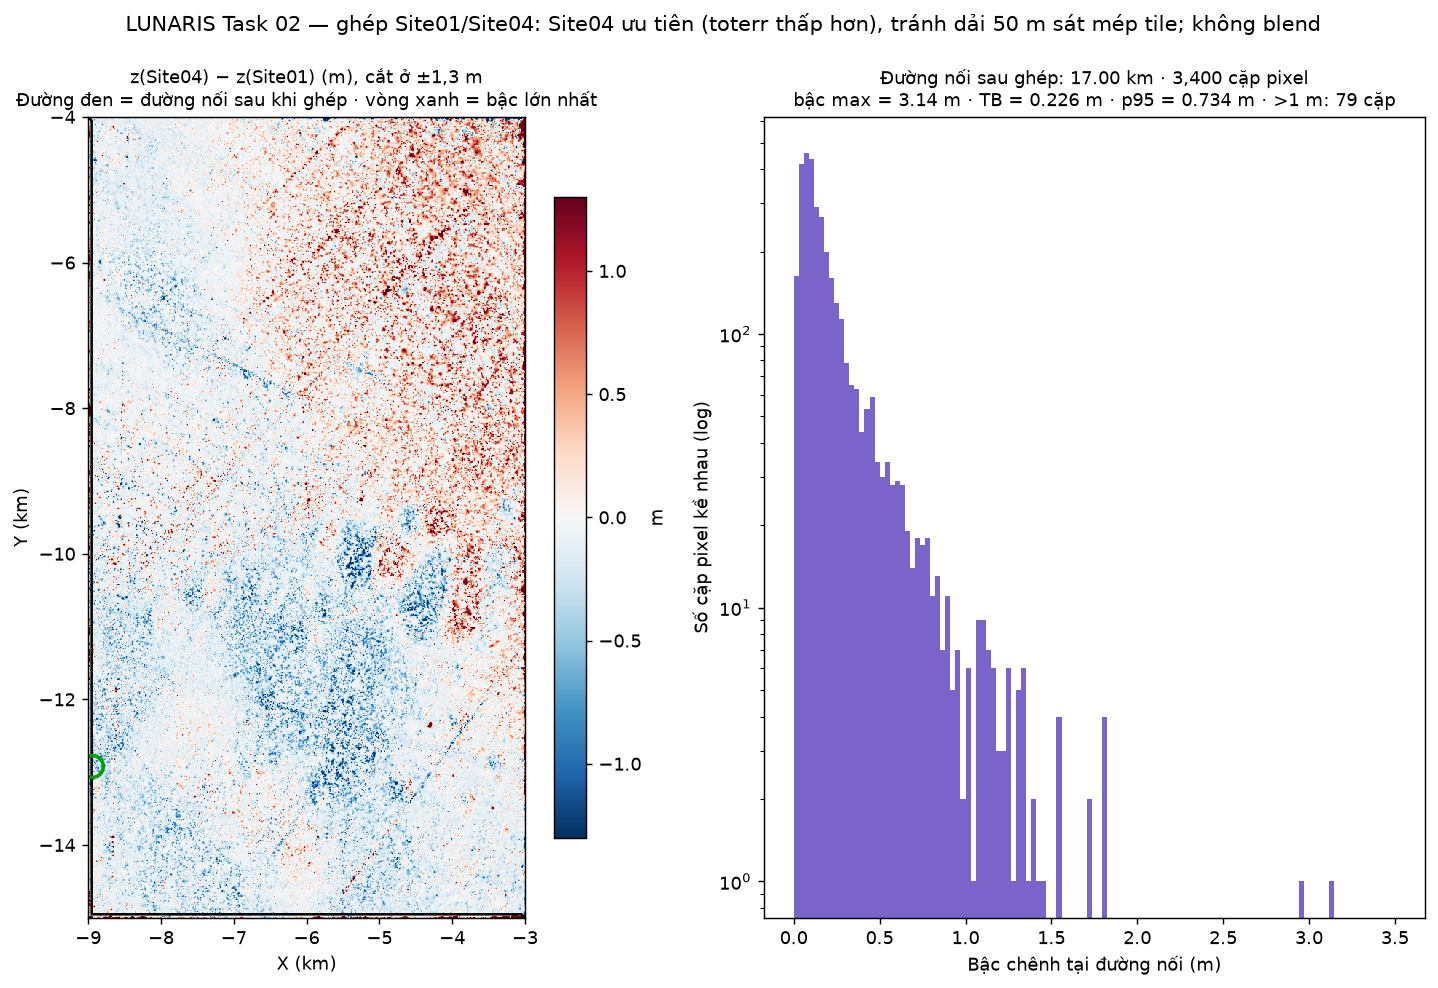 LUNARIS Task 02 — ghép Site01/Site04: Site04 ưu tiên (toterr thấp hơn), tránh dải 50 m sát mép tile; không blend
z(Site04) − z(Site01) (m), cắt ở ±1,3 m
Đường đen = đường nối sau khi ghép · vòng xanh = bậc lớn nhất
−4
−6
−8
−10
−12
−14
Y (km)
−9
−8
−7
−6
−5
−4
−3
X (km)
1.0
0.5
0.0
−0.5
−1.0
m
Đường nối sau ghép: 17.00 km · 3,400 cặp pixel
bậc max = 3.14 m · TB = 0.226 m · p95 = 0.734 m · >1 m: 79 cặp
10²
10¹
10⁰
Số cặp pixel kề nhau (log)
0.0
0.5
1.0
1.5
2.0
2.5
3.0
3.5
Bậc chênh tại đường nối (m)